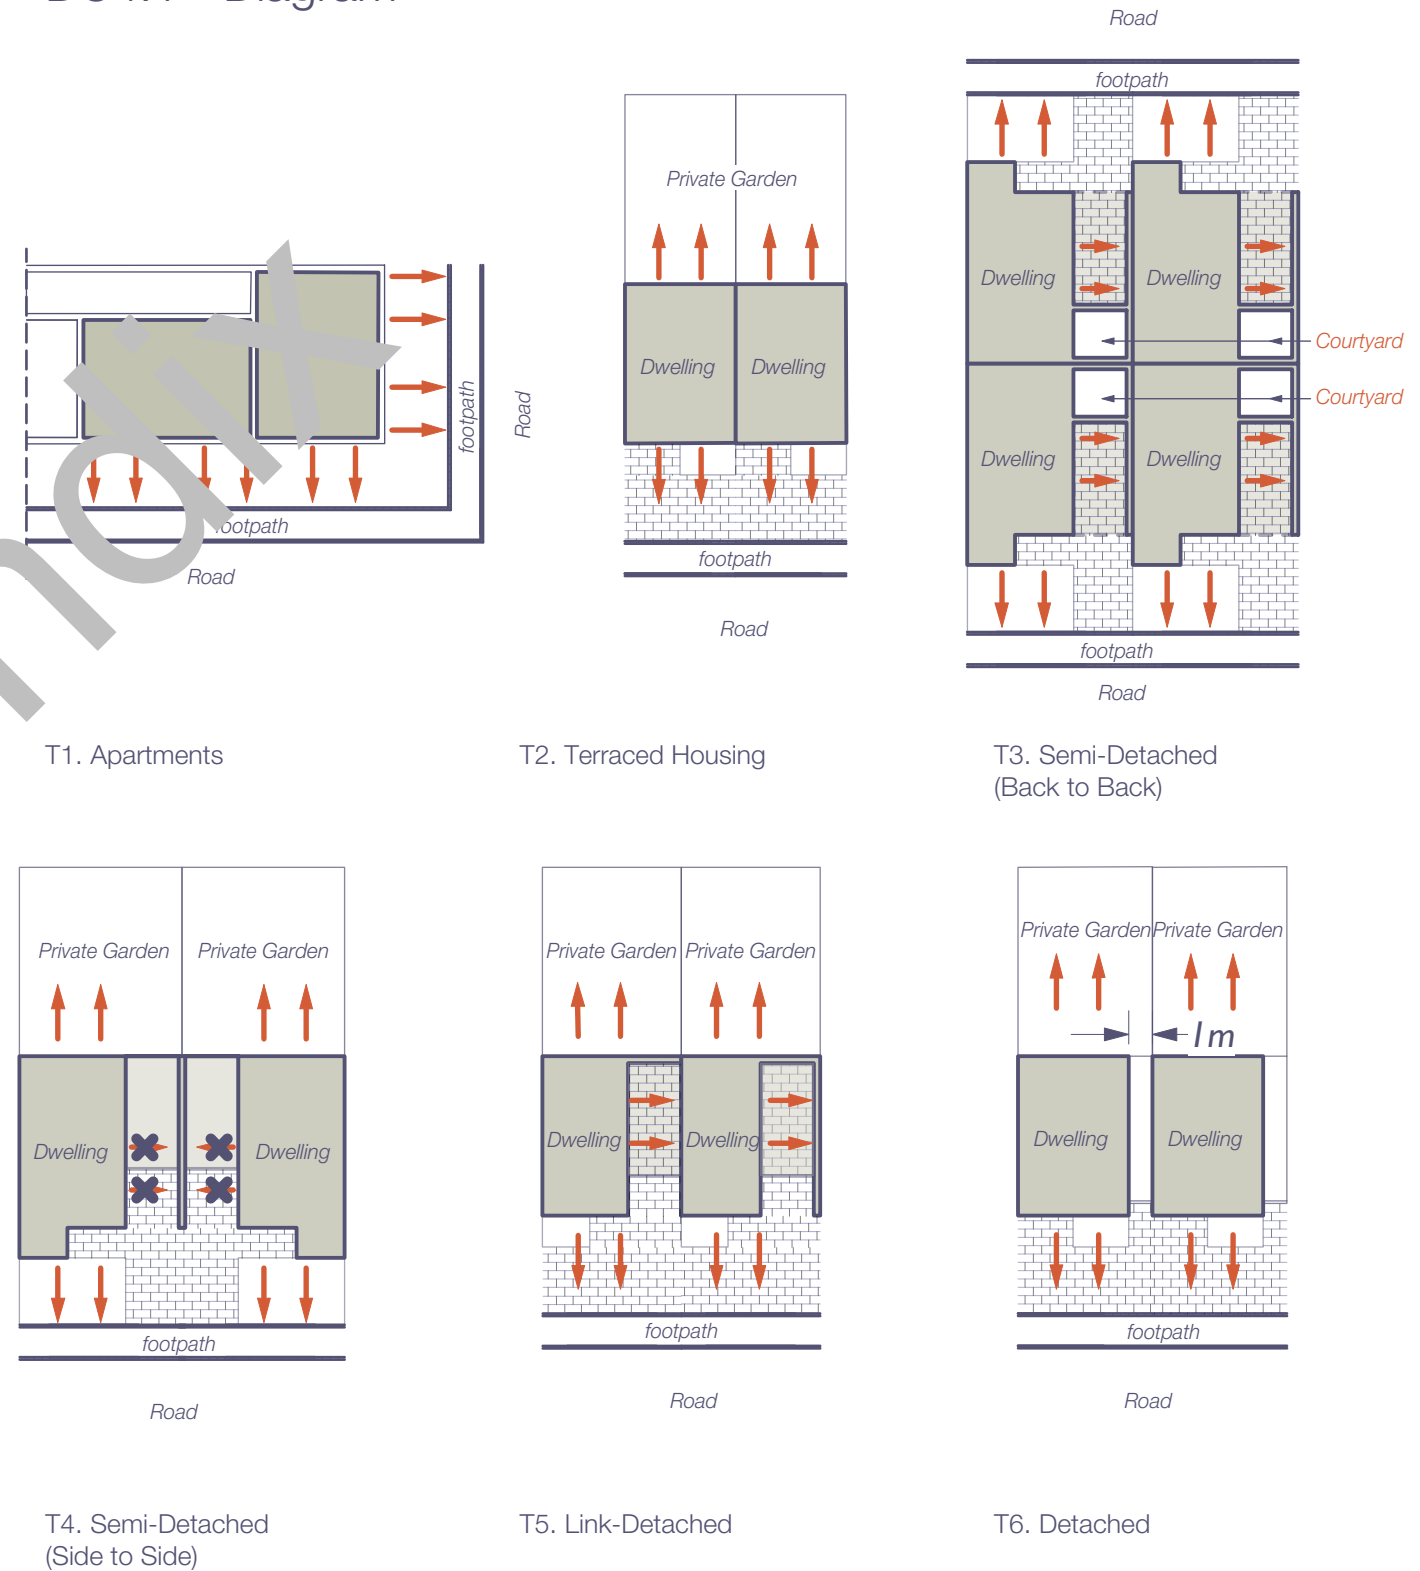 Road
footpath
Private Garden
Dwelling
Dwelling
Dwelling
Dwelling
Courtyard
Courtyard
Dwelling
Dwelling
footpath
Road
footpath
Road
footpath
Road
footpath
Road
T1. Apartments
T2. Terraced Housing
T3. Semi-Detached
(Back to Back)
Private Garden
Private Garden
Dwelling
Dwelling
footpath
Road
Private Garden
Private Garden
Dwelling
Dwelling
footpath
Road
Private Garden
Private Garden
1m
Dwelling
Dwelling
footpath
Road
T4. Semi-Detached
(Side to Side)
T5. Link-Detached
T6. Detached